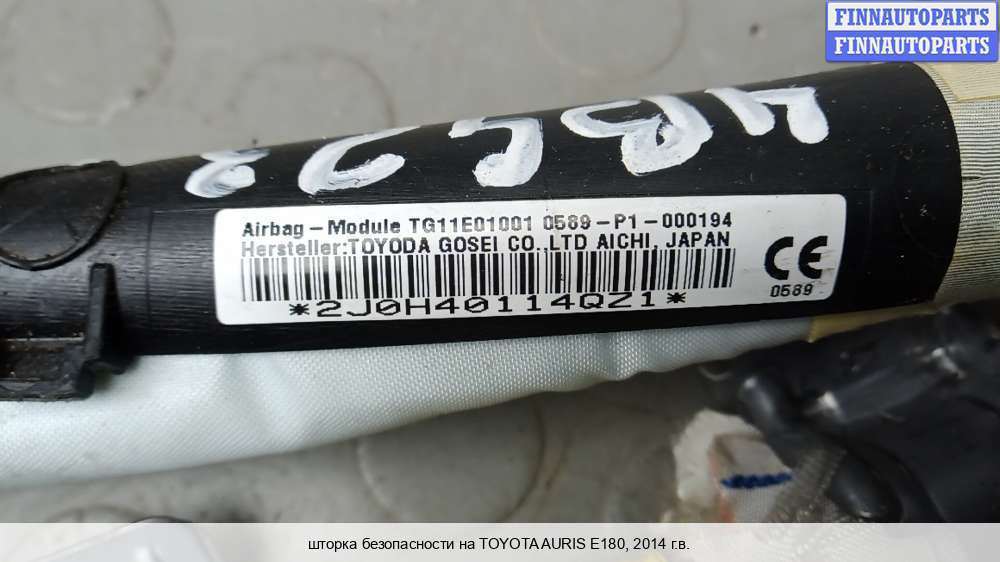 FINNAUTOPARTS
FINNAUTOPARTS
Airbag-Module TG11E01001 0589-P1-000194
Hersteller:TOYODA GOSEI CO.,LTD AICHI, JAPAN
*2J0H40114QZ1*
CE
0589
шторка безопасности на TOYOTA AURIS E180, 2014 г.в.